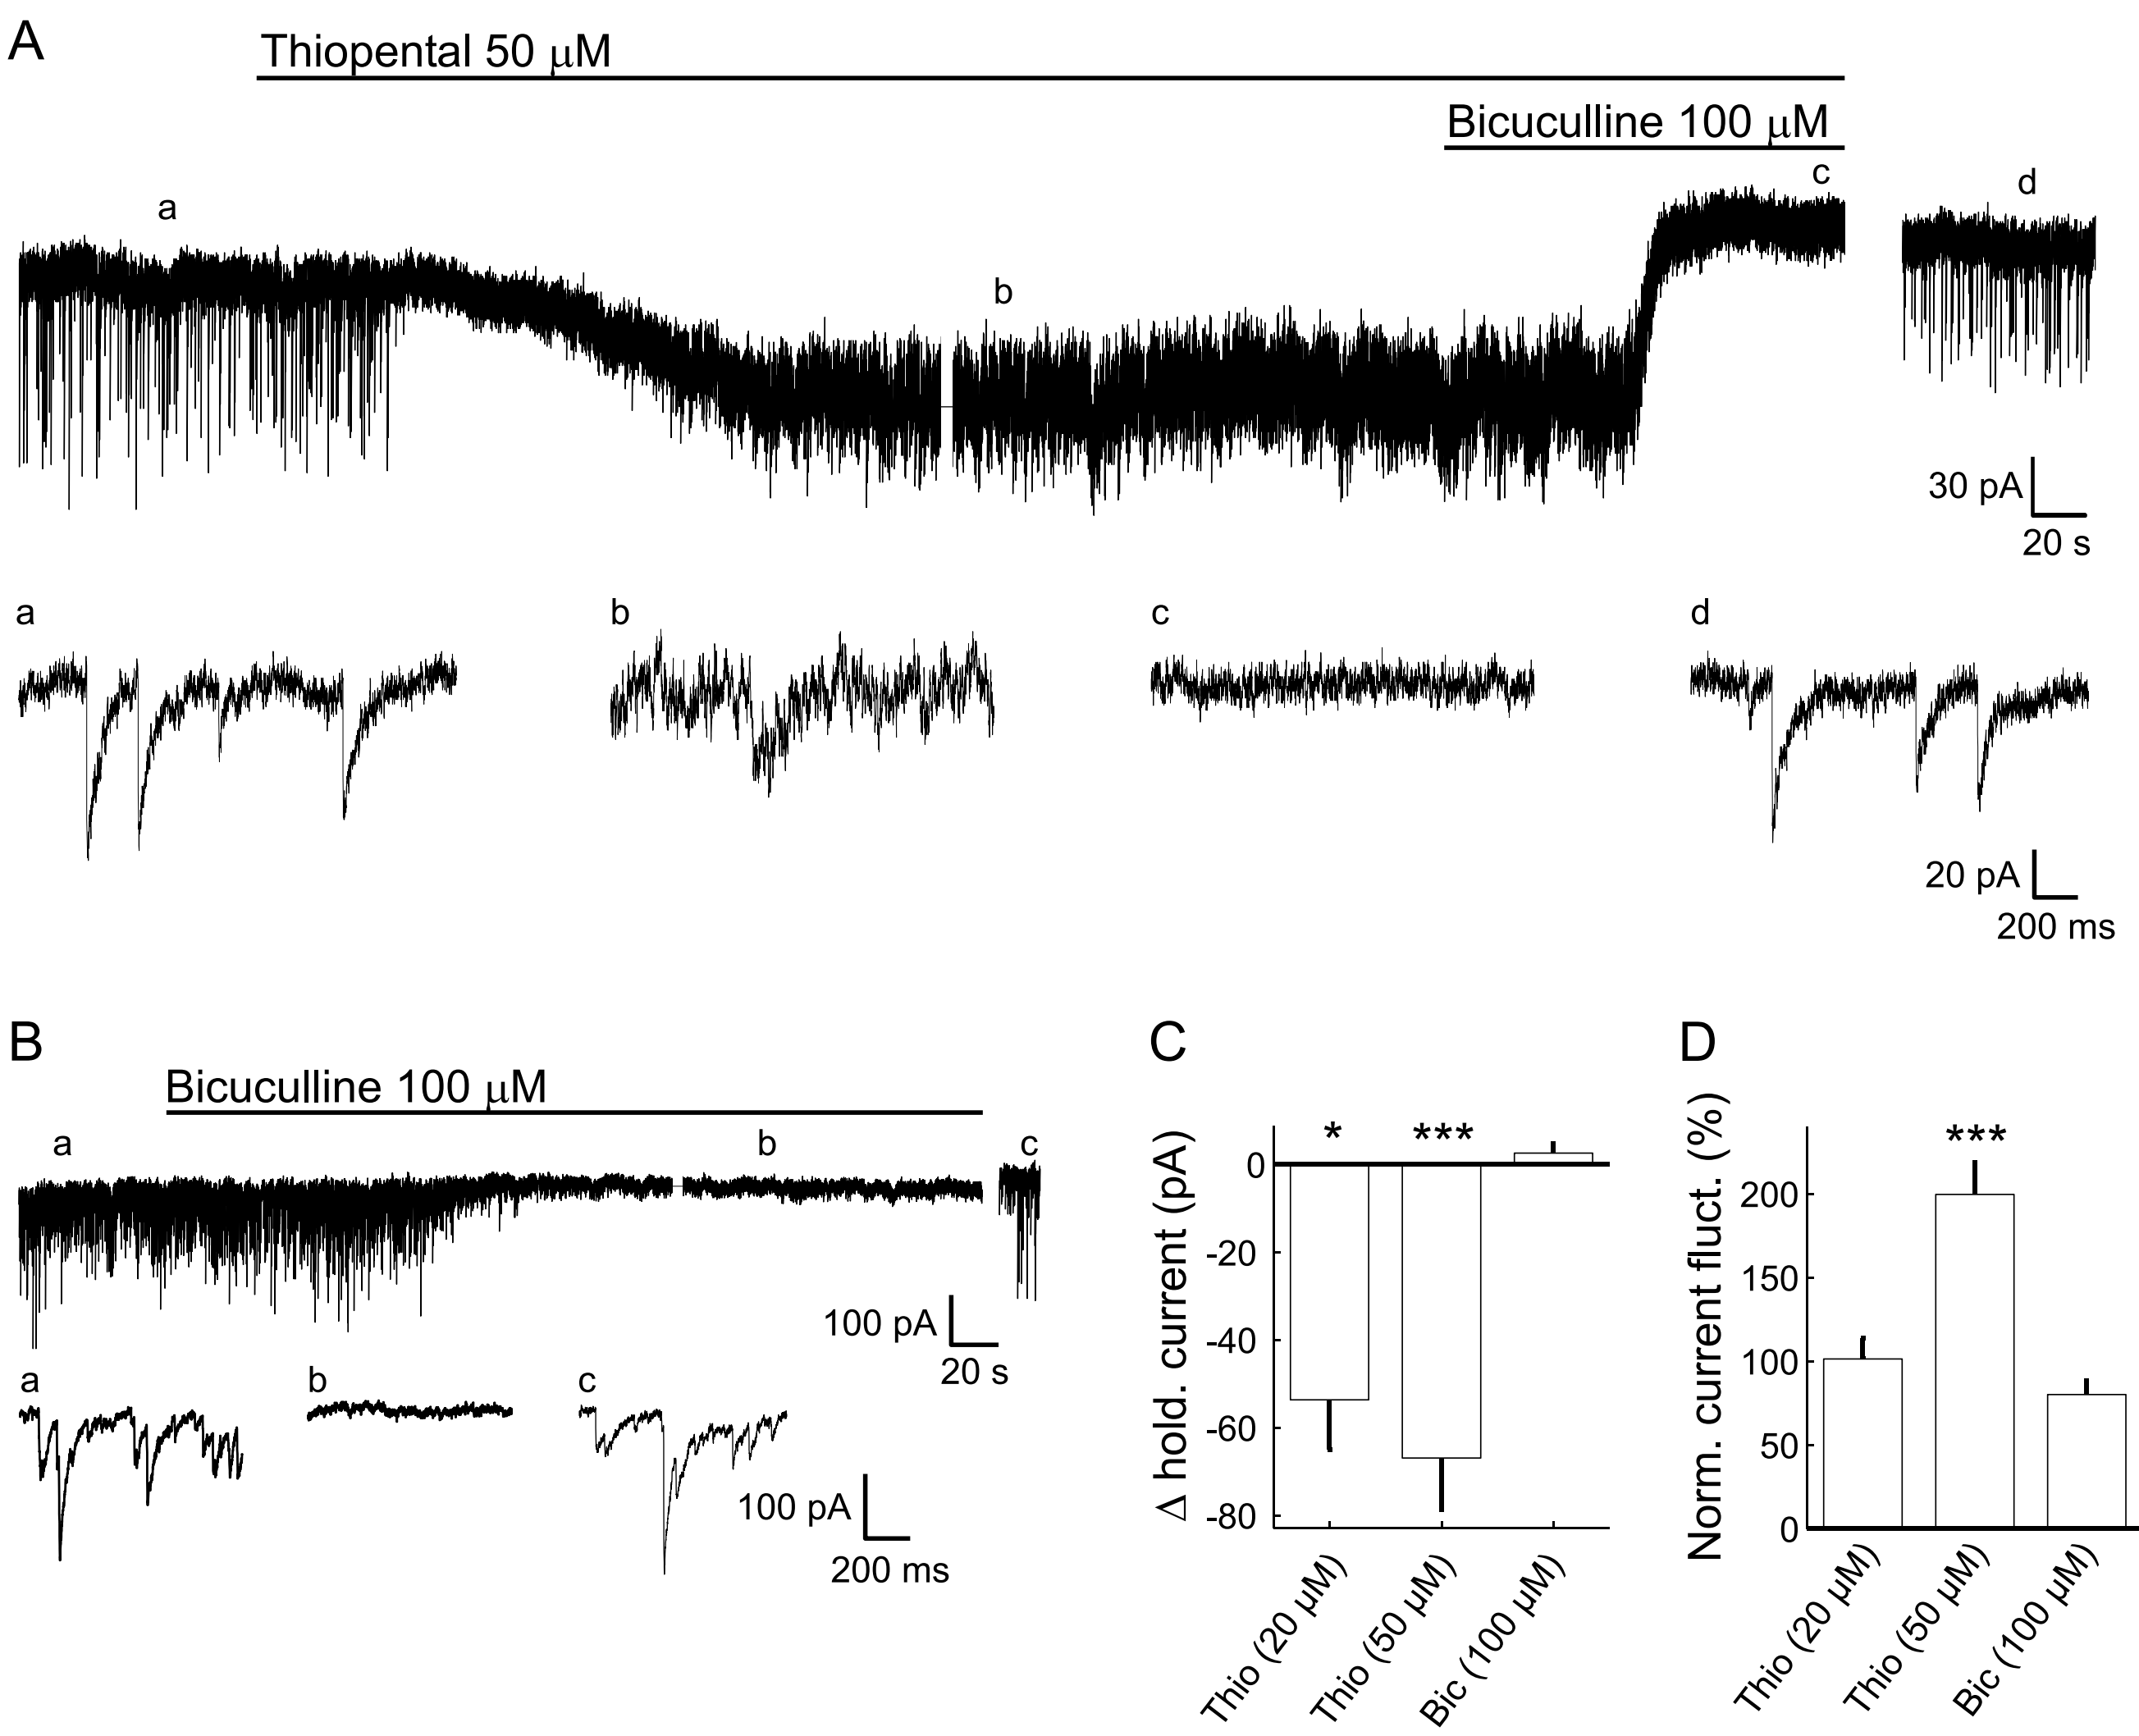 A
Thiopental 50 μM
Bicuculline 100 μM
a
b
c
d
30 pA
20 s
a
b
c
d
20 pA
200 ms
B
Bicuculline 100 μM
a
b
c
100 pA
20 s
a
b
c
100 pA
200 ms
C
Δ hold. current (pA)
* ***
0
-20
-40
-60
-80
Thio (20 μM)
Thio (50 μM)
Bic (100 μM)
D
Norm. current fluct. (%)
***
200
150
100
50
0
Thio (20 μM)
Thio (50 μM)
Bic (100 μM)